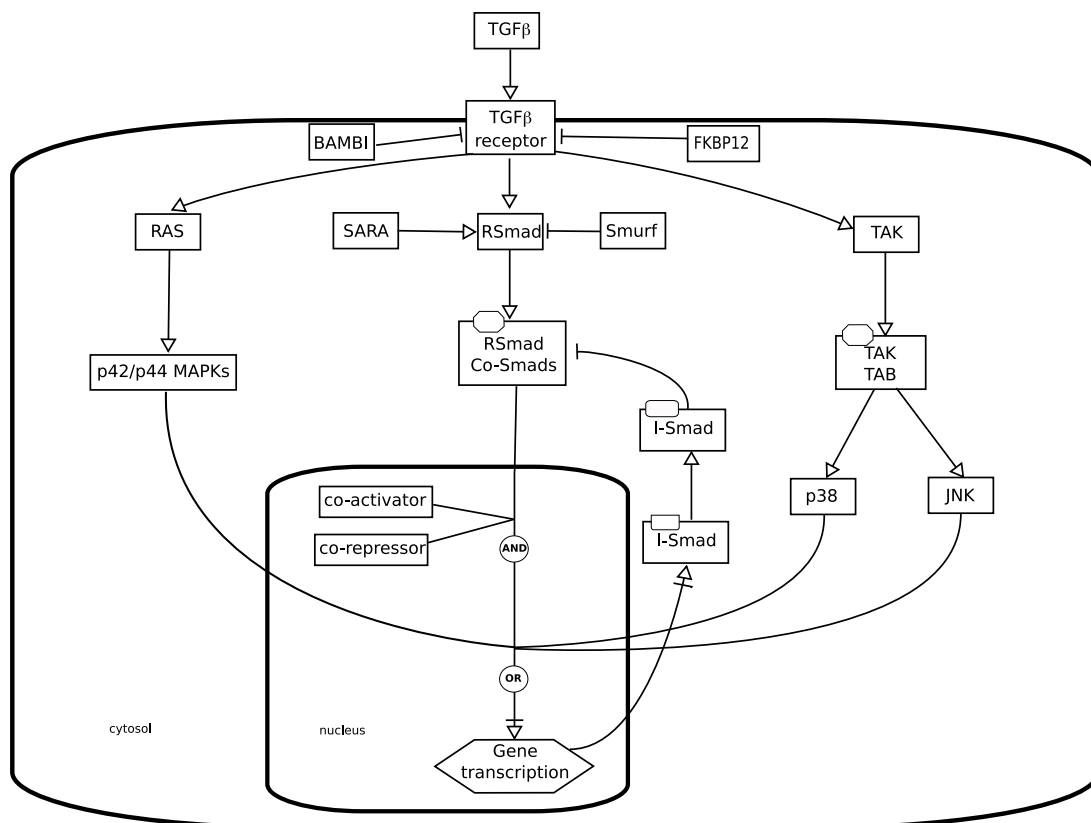 TGFβ
TGFβ
receptor
BAMBI
FKBP12
RAS
SARA
RSmad
Smurf
TAK
RSmad
Co-Smads
TAK
TAB
p42/p44 MAPKs
I-Smad
co-activator
p38
JNK
co-repressor
AND
I-Smad
OR
cytosol
nucleus
Gene
transcription